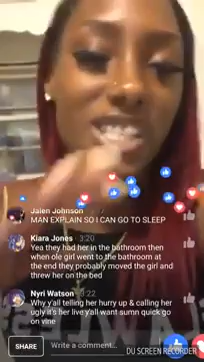 Jalen Johnson
MAN EXPLAIN SO I CAN GO TO SLEEP
Kiara Jones 3:20
Yea they had her in the bathroom then
when ole girl went to the bathroom at
the end they probably moved the girl and
threw her on the bed
Nyri Watson 0:22
Why y'all telling her hurry up & calling her
ugly it's her live y'all want sumn quick go
on vine
SHARE
Write a comment...
DU SCREEN RECORDER